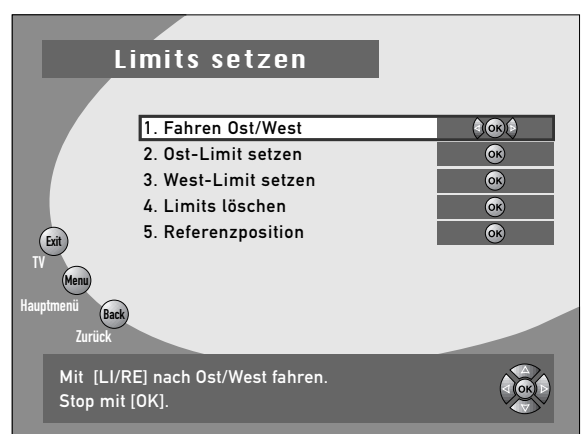 Limits setzen
1. Fahren Ost/West OK
2. Ost-Limit setzen OK
3. West-Limit setzen OK
4. Limits löschen OK
5. Referenzposition OK
Exit
TV
Menu
Hauptmenü
Back
Zurück
Mit [LI/RE] nach Ost/West fahren.
Stop mit [OK].
OK